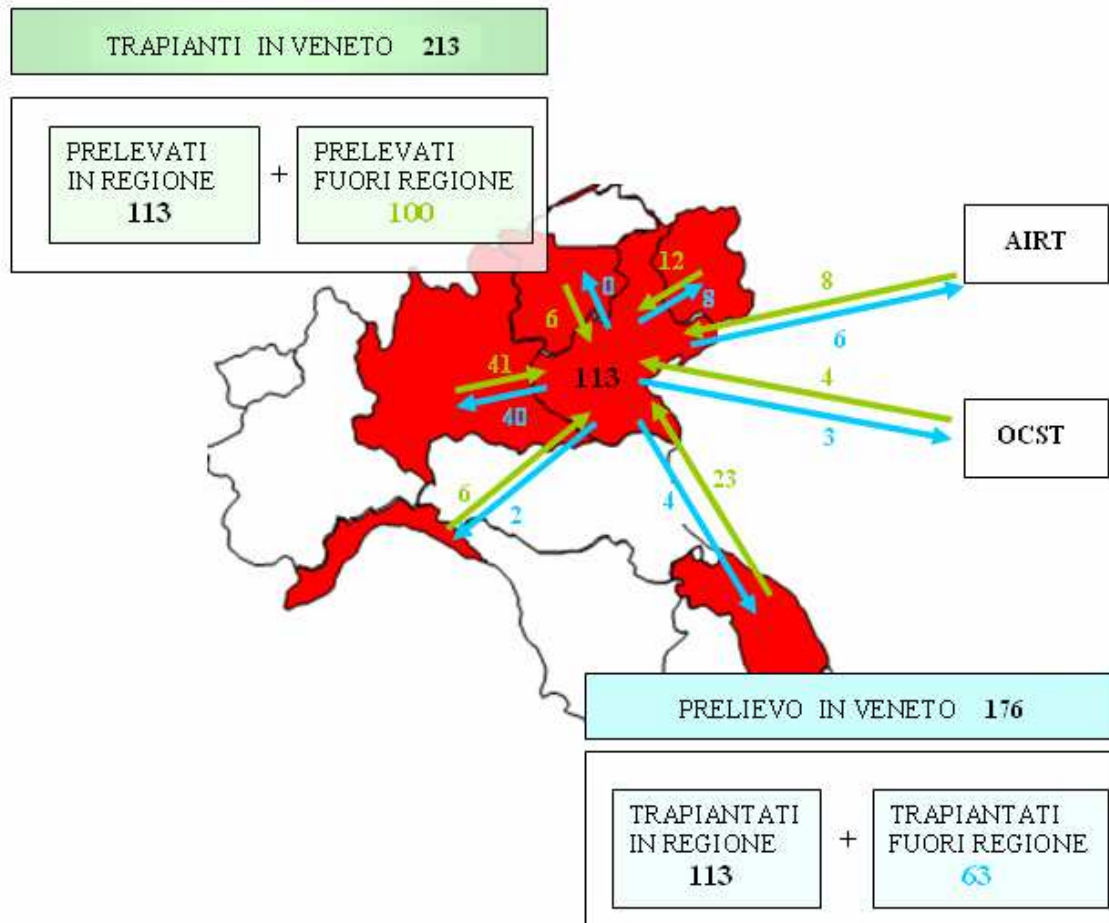 TRAPIANTI IN VENETO 213
PRELEVATI
IN REGIONE
113
+
PRELEVATI
FUORI REGIONE
100
AIRT
12
0
8
8
6
6
41
113
4
40
3
OCST
6
2
4
23
PRELIEVO IN VENETO 176
TRAPIANTATI
IN REGIONE
113
+
TRAPIANTATI
FUORI REGIONE
63